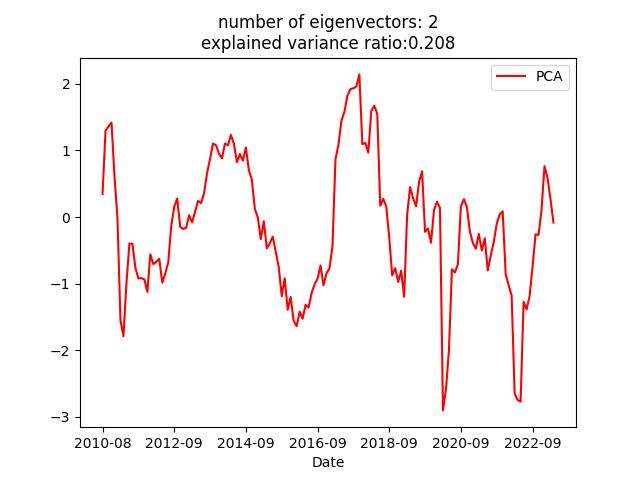 number of eigenvectors: 2
explained variance ratio:0.208
PCA
2
1
0
−1
−2
−3
2010-08 2012-09 2014-09 2016-09 2018-09 2020-09 2022-09
Date